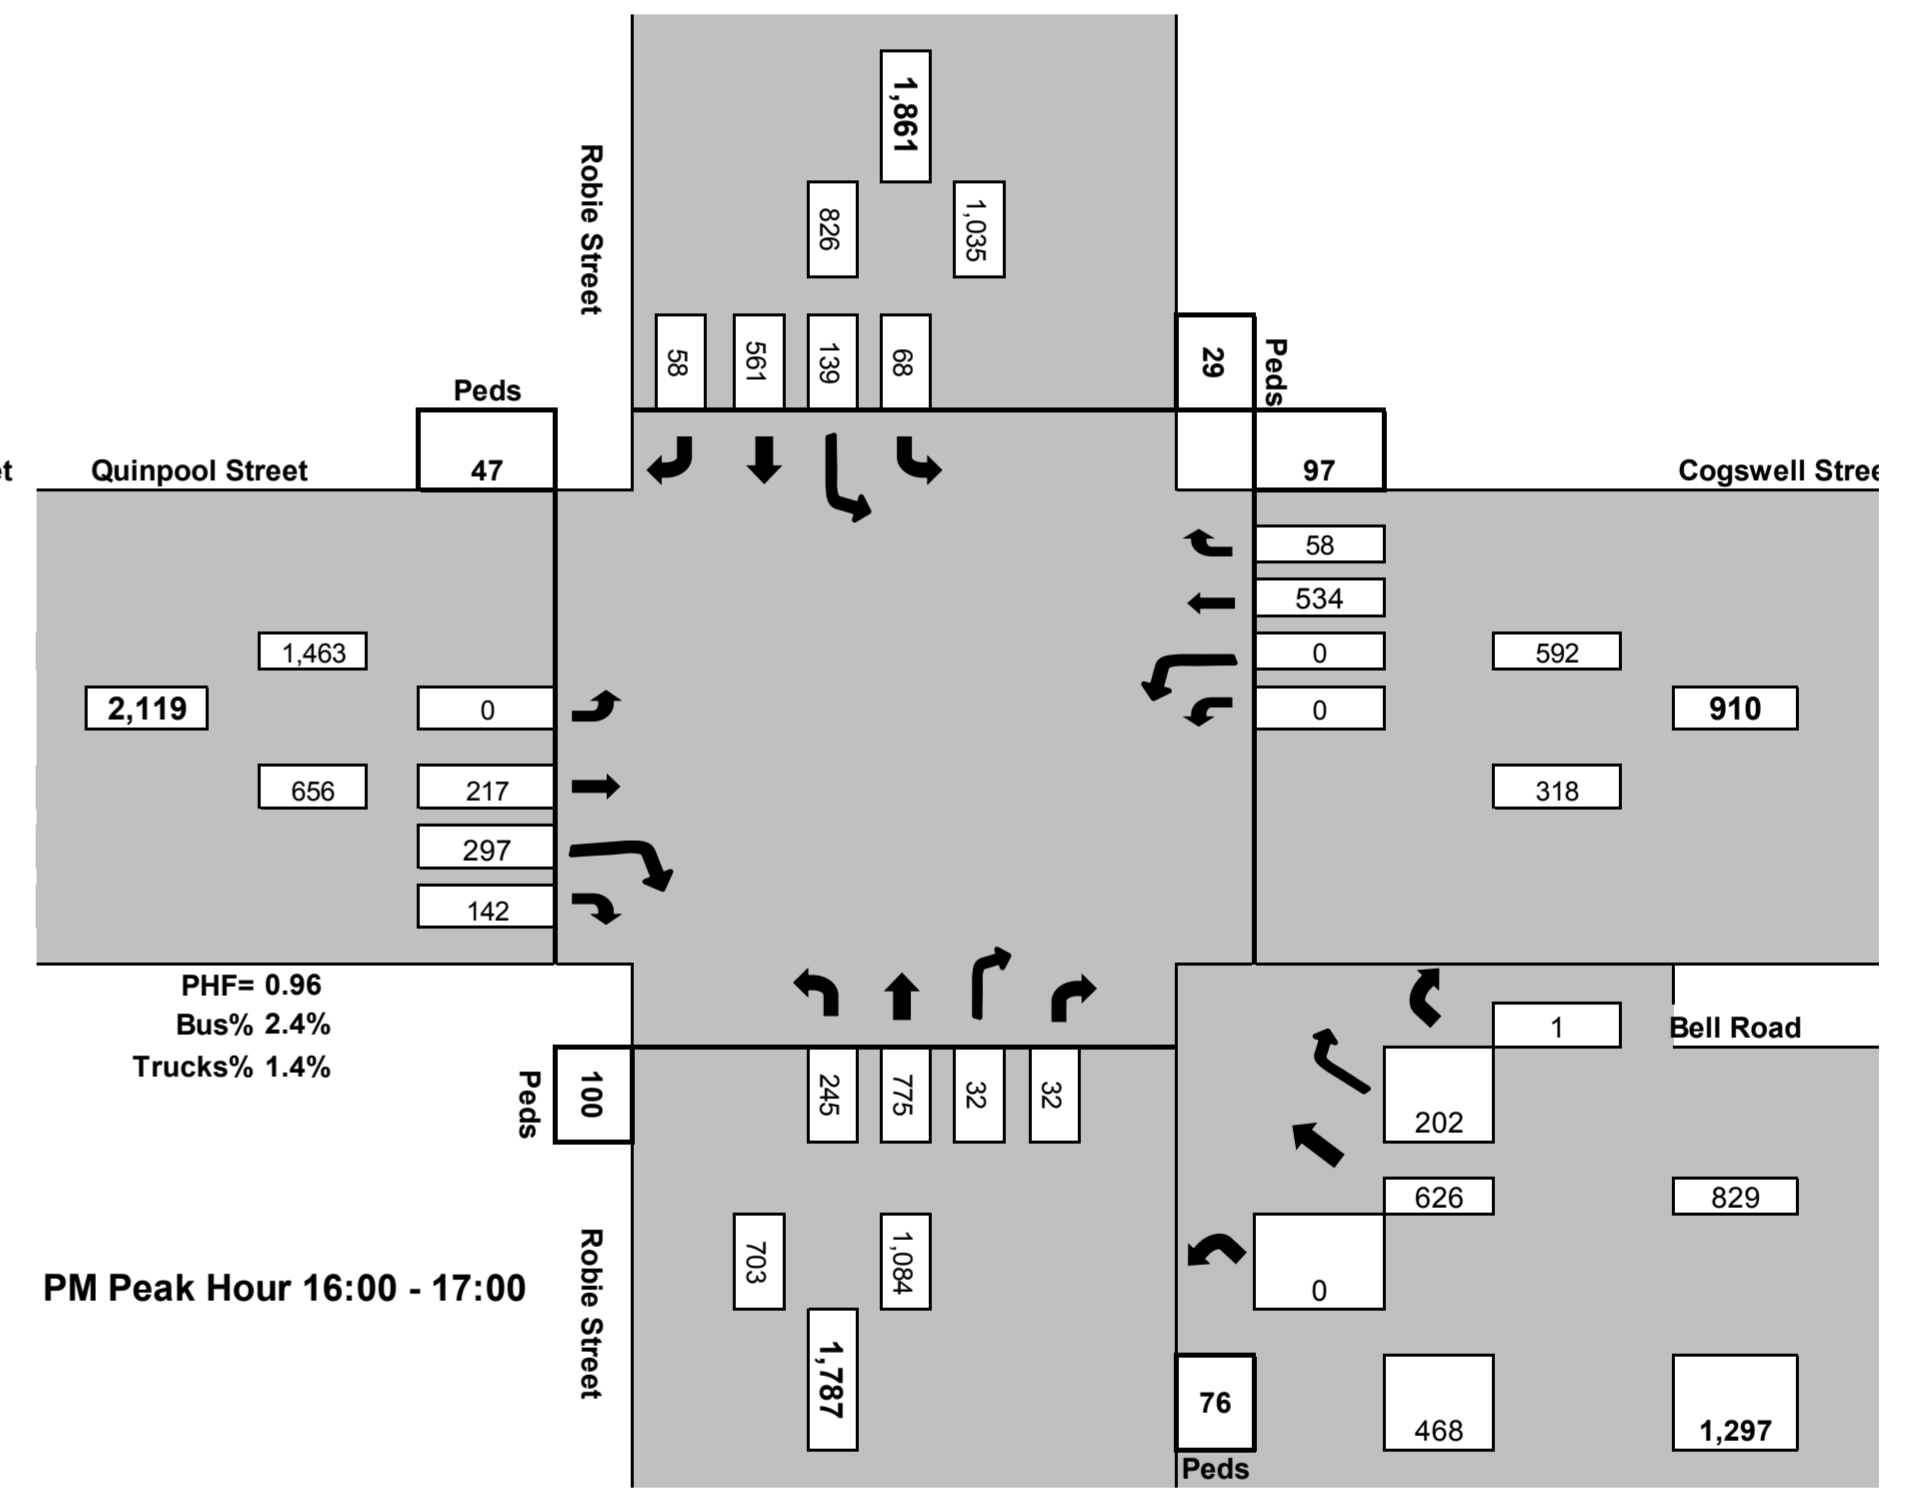 1,861
Robie Street
826
1,035
58
561
139
68
29
Peds
Peds
47
97
et
Quinpool Street
Cogswell Stree
58
534
1,463
0
592
2,119
0
0
910
656
217
318
297
142
PHF= 0.96
Bus% 2.4%
Trucks% 1.4%
1
Bell Road
Peds
100
245
775
32
32
202
626
829
703
1,084
Robie Street
0
PM Peak Hour 16:00 - 17:00
1,787
76
468
1,297
Peds